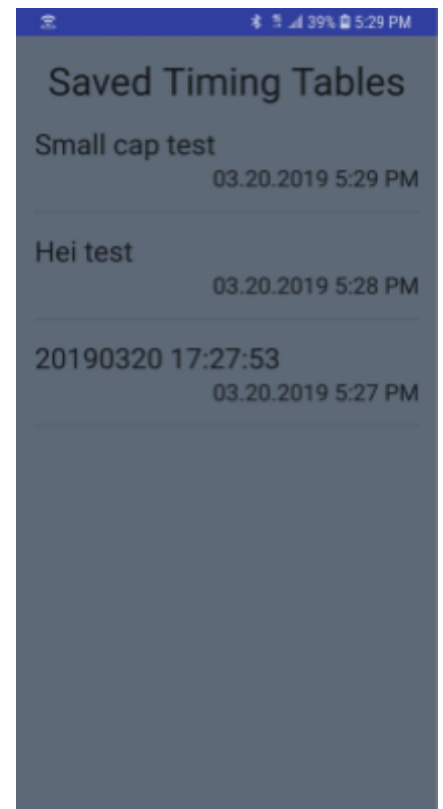 39% 5:29 PM
Saved Timing Tables
Small cap test
03.20.2019 5:29 PM
Hei test
03.20.2019 5:28 PM
20190320 17:27:53
03.20.2019 5:27 PM